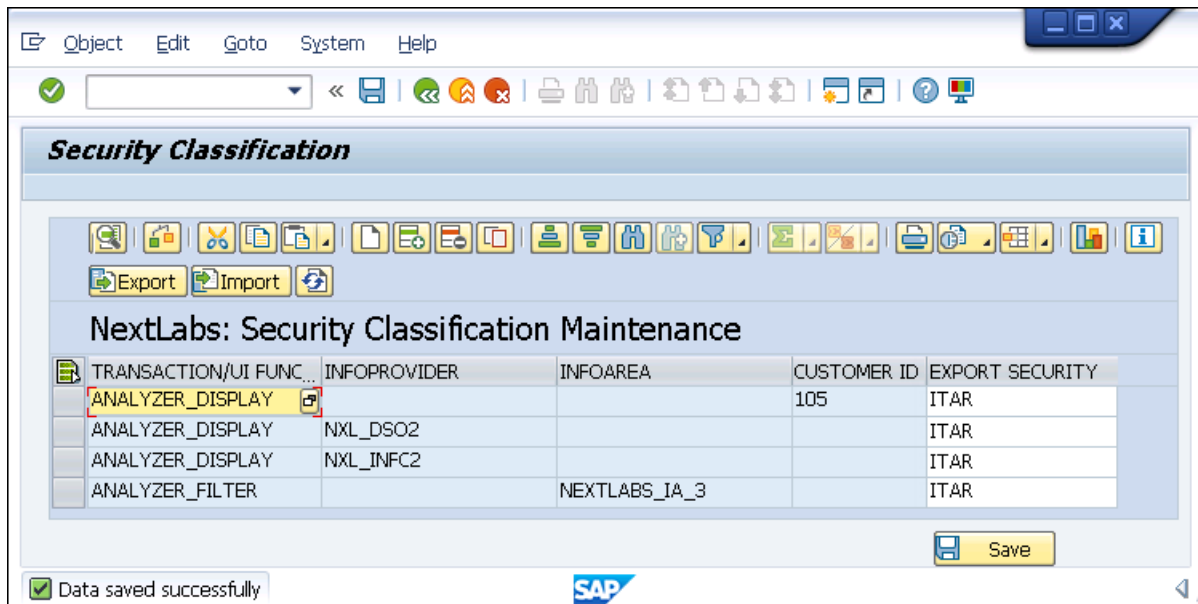 Object Edit Goto System Help
Security Classification
Export Import
NextLabs: Security Classification Maintenance
TRANSACTION/UI FUNC... INFOPROVIDER INFOAREA CUSTOMER ID EXPORT SECURITY
ANALYZER_DISPLAY 105 ITAR
ANALYZER_DISPLAY NXL_DSO2 ITAR
ANALYZER_DISPLAY NXL_INFC2 ITAR
ANALYZER_FILTER NEXTLABS_IA_3 ITAR
Save
Data saved successfully SAP